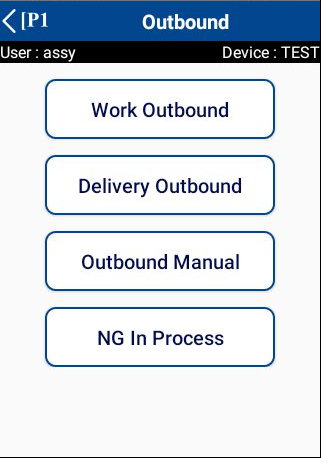 [P1 Outbound
User : assy Device : TEST
Work Outbound
Delivery Outbound
Outbound Manual
NG In Process